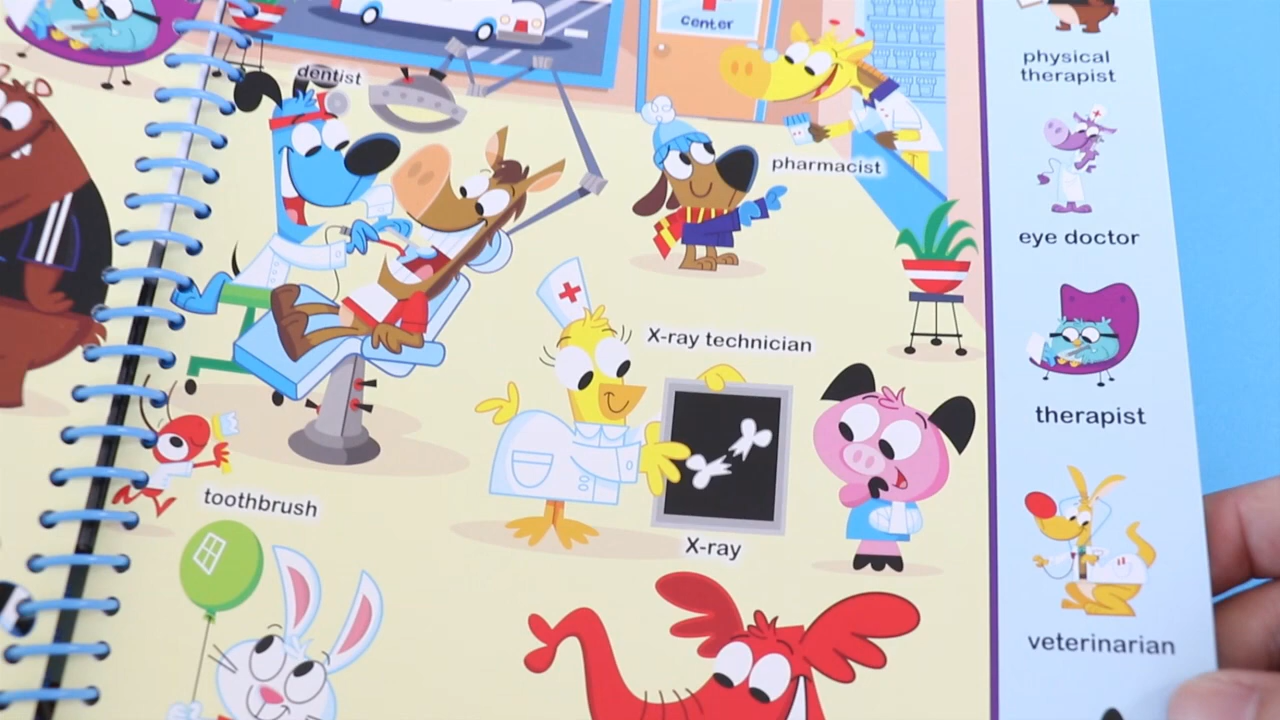 center
dentist
pharmacist
X-ray technician
X-ray
toothbrush
physical
therapist
eye doctor
therapist
veterinarian